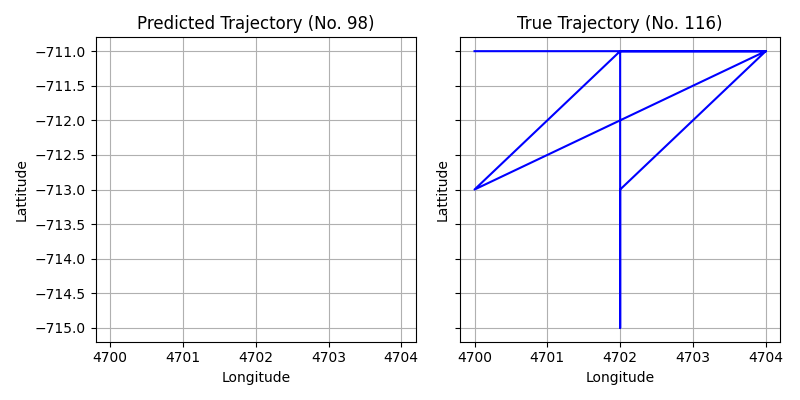 Predicted Trajectory (No. 98)
True Trajectory (No. 116)
Lattitude
−711.0
−711.5
−712.0
−712.5
−713.0
−713.5
−714.0
−714.5
−715.0
4700 4701 4702 4703 4704
Longitude
Lattitude
4700 4701 4702 4703 4704
Longitude